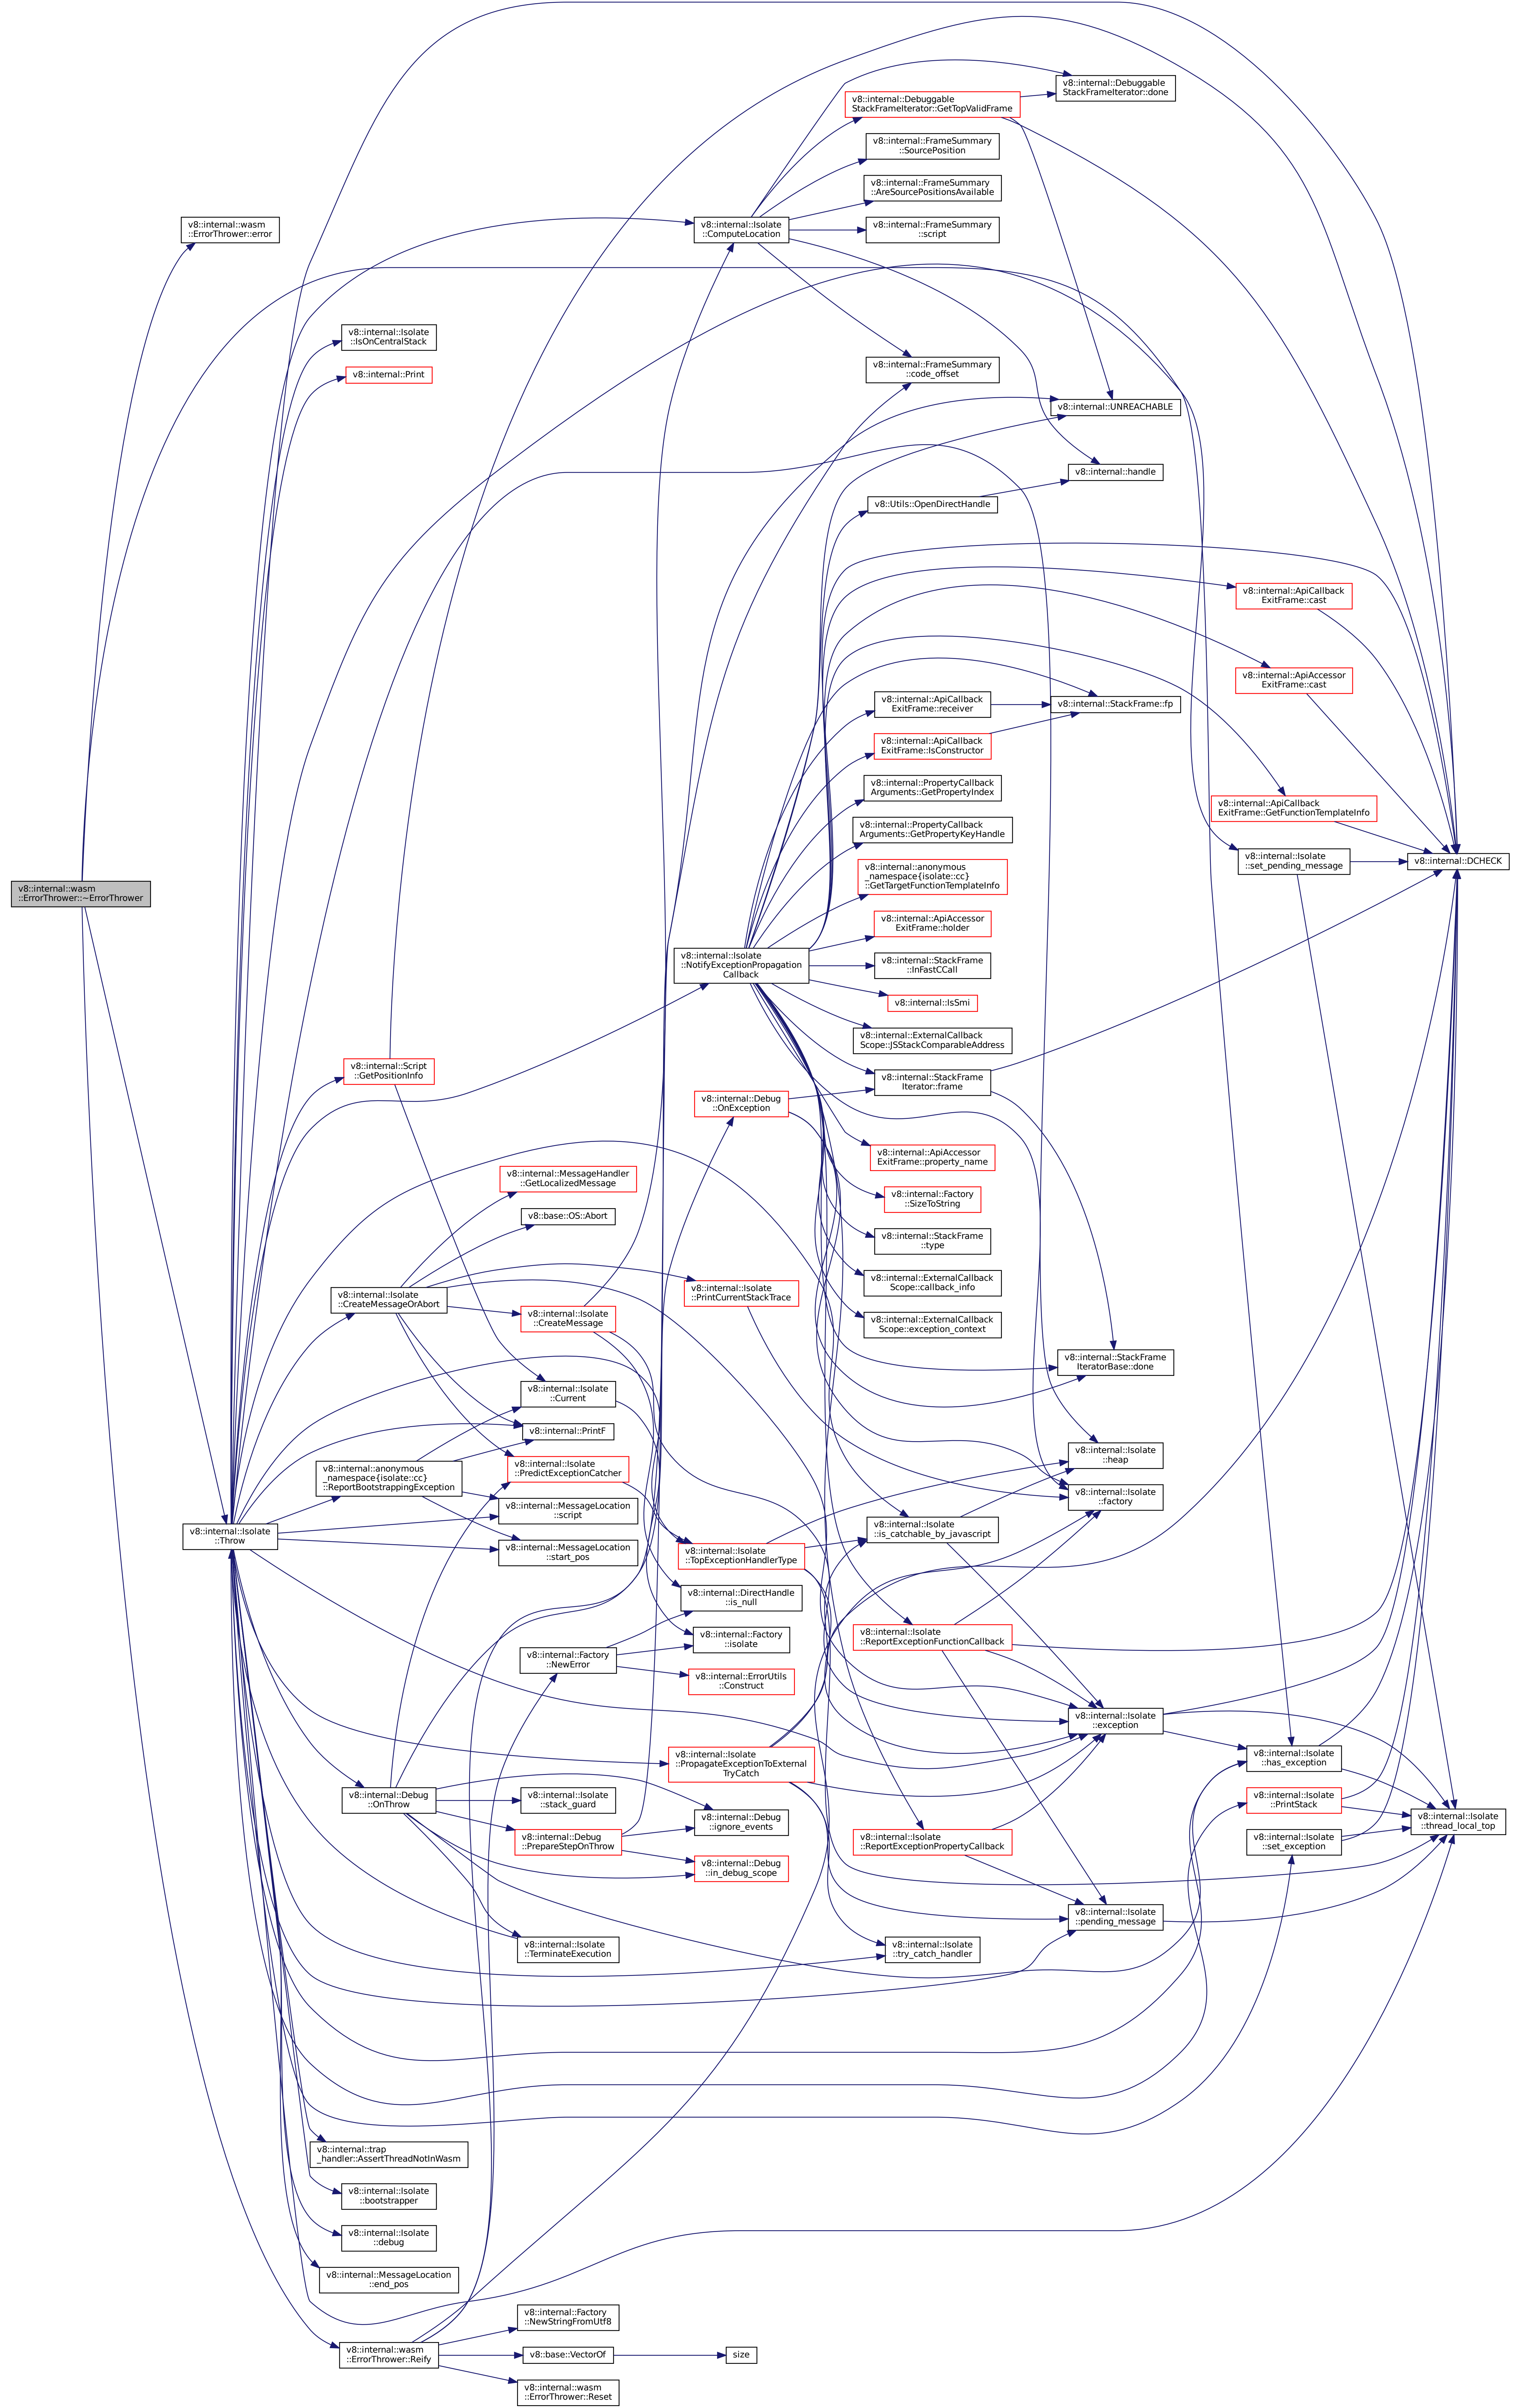 v8::internal::Debuggable
StackFrameIterator::done
v8::internal::Debuggable
StackFrameIterator::GetTopValidFrame
v8::internal::FrameSummary
::SourcePosition
v8::internal::FrameSummary
::AreSourcePositionsAvailable
v8::internal::wasm
::ErrorThrower::error
v8::internal::Isolate
::ComputeLocation
v8::internal::FrameSummary
::script
v8::internal::Isolate
::IsOnCentralStack
v8::internal::Print
v8::internal::FrameSummary
::code_offset
v8::internal::UNREACHABLE
v8::internal::handle
v8::Utils::OpenDirectHandle
v8::internal::ApiCallback
ExitFrame::cast
v8::internal::ApiAccessor
ExitFrame::cast
v8::internal::ApiCallback
ExitFrame::receiver
v8::internal::StackFrame::fp
v8::internal::ApiCallback
ExitFrame::IsConstructor
v8::internal::PropertyCallback
Arguments::GetPropertyIndex
v8::internal::ApiCallback
ExitFrame::GetFunctionTemplateInfo
v8::internal::PropertyCallback
Arguments::GetPropertyKeyHandle
v8::internal::Isolate
::set_pending_message
v8::internal::DCHECK
v8::internal::wasm
::ErrorThrower::~ErrorThrower
v8::internal::anonymous
_namespace{isolate::cc}
::GetTargetFunctionTemplateInfo
v8::internal::ApiAccessor
ExitFrame::holder
v8::internal::Isolate
::NotifyExceptionPropagation
Callback
v8::internal::StackFrame
::InFastCCall
v8::internal::IsSmi
v8::internal::ExternalCallback
Scope::JSStackComparableAddress
v8::internal::Script
::GetPositionInfo
v8::internal::StackFrame
Iterator::frame
v8::internal::Debug
::OnException
v8::internal::ApiAccessor
ExitFrame::property_name
v8::internal::MessageHandler
::GetLocalizedMessage
v8::internal::Factory
::SizeToString
v8::base::OS::Abort
v8::internal::StackFrame
::type
v8::internal::Isolate
::CreateMessageOrAbort
v8::internal::Isolate
::PrintCurrentStackTrace
v8::internal::ExternalCallback
Scope::callback_info
v8::internal::Isolate
::CreateMessage
v8::internal::ExternalCallback
Scope::exception_context
v8::internal::StackFrame
IteratorBase::done
v8::internal::Isolate
::Current
v8::internal::PrintF
v8::internal::Isolate
::heap
v8::internal::anonymous
_namespace{isolate::cc}
::ReportBootstrappingException
v8::internal::Isolate
::PredictExceptionCatcher
v8::internal::Isolate
::factory
v8::internal::MessageLocation
::script
v8::internal::Isolate
::Throw
v8::internal::Isolate
::is_catchable_by_javascript
v8::internal::MessageLocation
::start_pos
v8::internal::Isolate
::TopExceptionHandlerType
v8::internal::DirectHandle
::is_null
v8::internal::Factory
::isolate
v8::internal::Isolate
::ReportExceptionFunctionCallback
v8::internal::Factory
::NewError
v8::internal::ErrorUtils
::Construct
v8::internal::Isolate
::exception
v8::internal::Isolate
::PropagateExceptionToExternal
TryCatch
v8::internal::Isolate
::has_exception
v8::internal::Debug
::OnThrow
v8::internal::Isolate
::stack_guard
v8::internal::Isolate
::PrintStack
v8::internal::Debug
::ignore_events
v8::internal::Isolate
::thread_local_top
v8::internal::Debug
::PrepareStepOnThrow
v8::internal::Isolate
::ReportExceptionPropertyCallback
v8::internal::Isolate
::set_exception
v8::internal::Debug
::in_debug_scope
v8::internal::Isolate
::pending_message
v8::internal::Isolate
::TerminateExecution
v8::internal::Isolate
::try_catch_handler
v8::internal::trap
_handler::AssertThreadNotInWasm
v8::internal::Isolate
::bootstrapper
v8::internal::Isolate
::debug
v8::internal::MessageLocation
::end_pos
v8::internal::Factory
::NewStringFromUtf8
v8::internal::wasm
::ErrorThrower::Reify
v8::base::VectorOf
size
v8::internal::wasm
::ErrorThrower::Reset